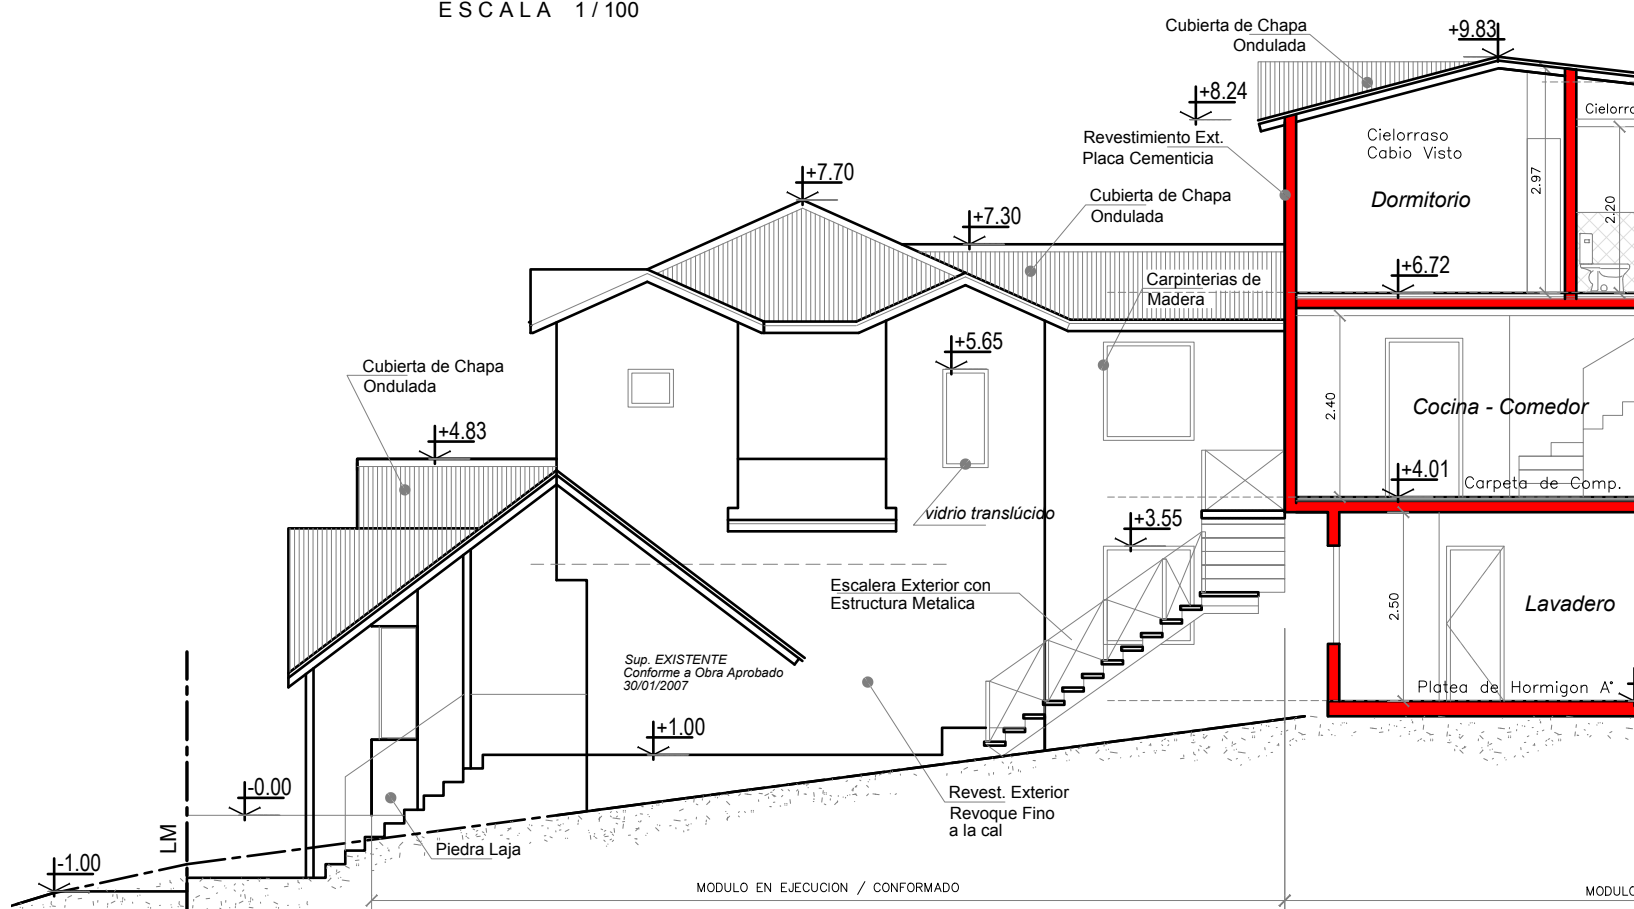 ESCALA 1/100
Cubierta de Chapa
Ondulada
+9.83
+8.24
Revestimiento Ext.
Placa Cementicia
Cielorraso
Cabio Visto
2.97
2.20
Dormitorio
+7.70
Cubierta de Chapa
Ondulada
+7.30
+6.72
Carpinterias de
Madera
+5.65
Cubierta de Chapa
Ondulada
2.40
Cocina - Comedor
+4.83
+4.01
Carpeta de Comp.
vidrio translúcido
+3.55
Escalera Exterior con
Estructura Metalica
2.50
Lavadero
Sup. EXISTENTE
Conforme a Obra Aprobado
30/01/2007
Platea de Hormigon A°
+1.00
-0.00
Revest. Exterior
Revoque Fino
a la cal
LM
Piedra Laja
-1.00
MODULO EN EJECUCION / CONFORMADO